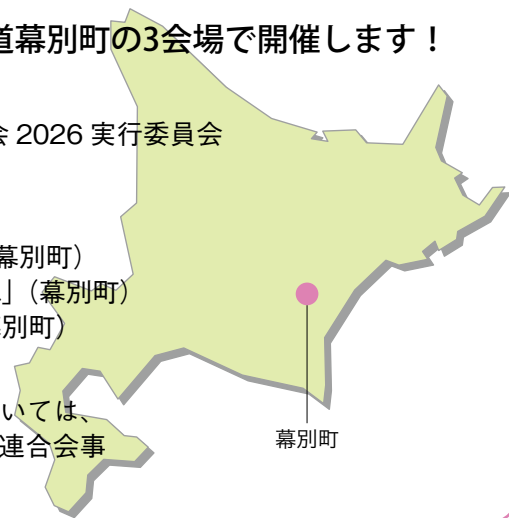 道幕別町の3会場で開催します！
会 2026 実行委員会
幕別町）
」（幕別町）
幕別町）
いては、
連合会事
幕別町